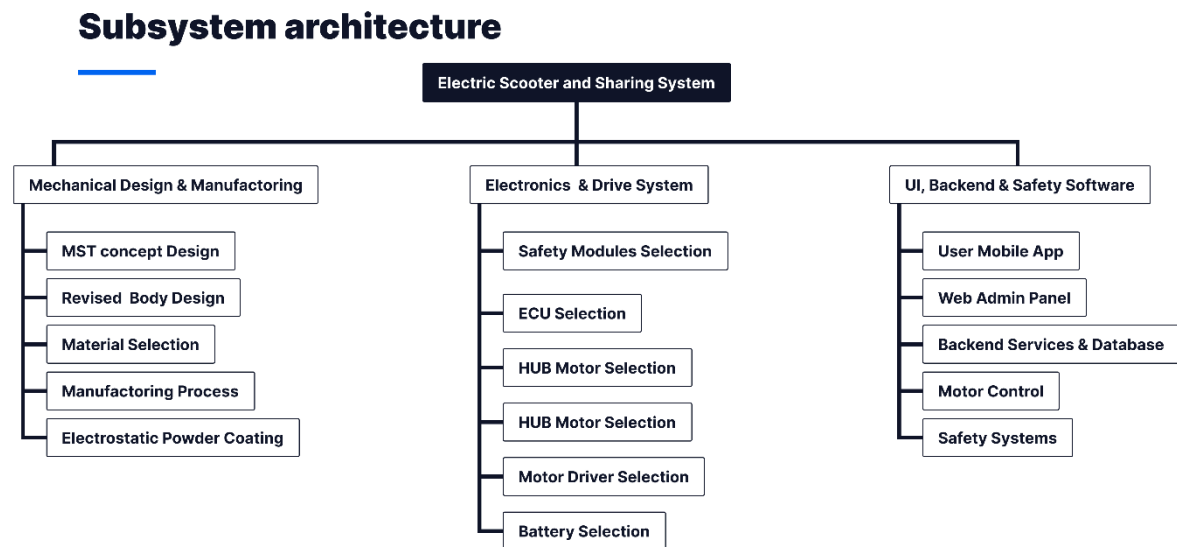 Subsystem architecture
Electric Scooter and Sharing System
Mechanical Design & Manufactoring
MST concept Design
Revised Body Design
Material Selection
Manufactoring Process
Electrostatic Powder Coating
Electronics & Drive System
Safety Modules Selection
ECU Selection
HUB Motor Selection
HUB Motor Selection
Motor Driver Selection
Battery Selection
UI, Backend & Safety Software
User Mobile App
Web Admin Panel
Backend Services & Database
Motor Control
Safety Systems